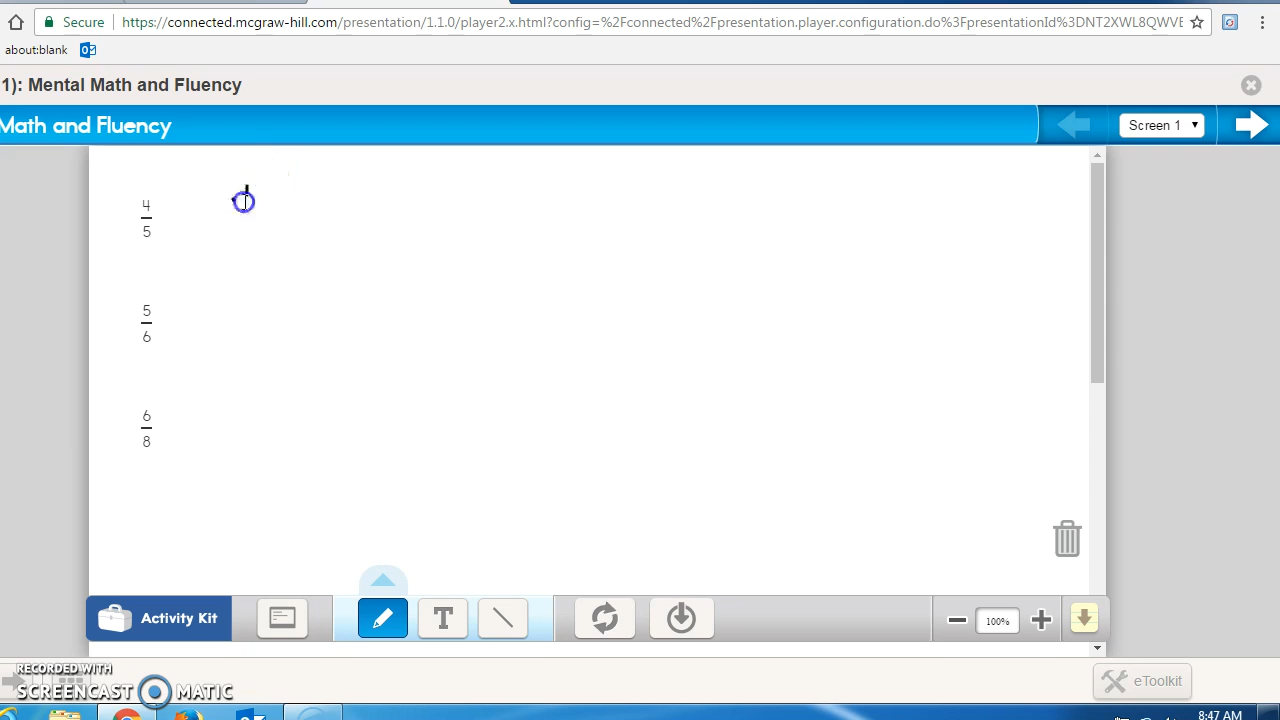 Secure https://connected.mcgraw-hill.com/presentation/1.1.0/player2.x.html?config=%2Fconnected%2Fpresentation.player.configuration.do%3FpresentationId%3DNT2XWL8QWVE
about:blank
1): Mental Math and Fluency
Math and Fluency
Screen 1
4
5
5
6
6
8
Activity Kit
T
100%
RECORDED WITH
SCREENCAST MATIC
eToolkit
8:47 AM